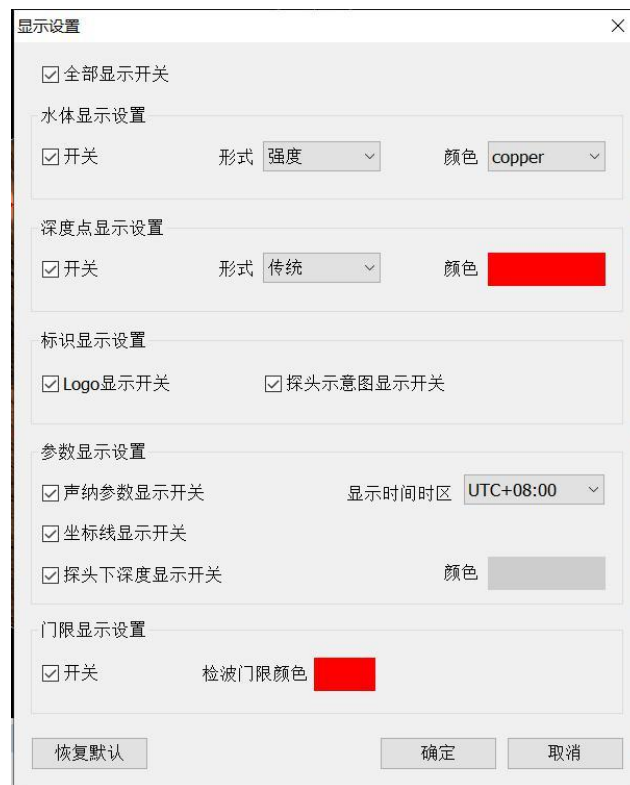 显示设置
全部显示开关
水体显示设置
开关 形式 强度 颜色 copper
深度点显示设置
开关 形式 传统 颜色
标识显示设置
Logo显示开关 探头示意图显示开关
参数显示设置
声纳参数显示开关 显示时间时区 UTC+08:00
坐标线显示开关
探头下深度显示开关 颜色
门限显示设置
开关 检波门限颜色
恢复默认 确定 取消